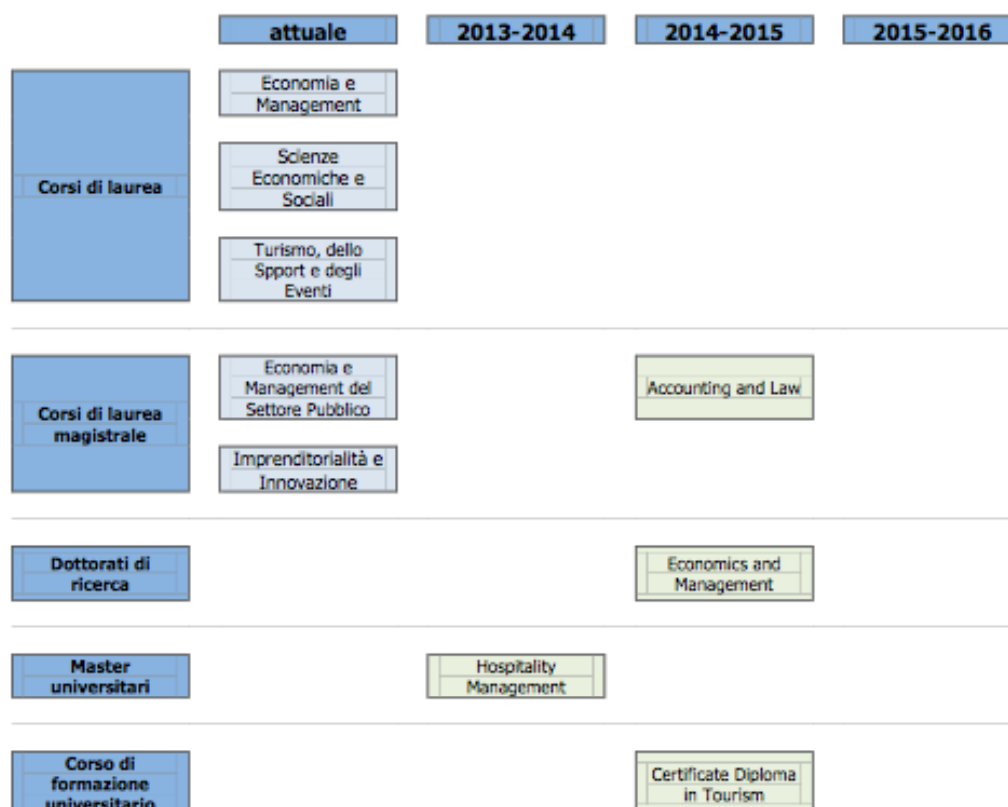 attuale 2013-2014 2014-2015 2015-2016
Economia e
Management
Corsi di laurea
Scienze
Economiche e
Sociali
Turismo, dello
Spport e degli
Eventi
Corsi di laurea
magistrale
Economia e
Management del
Settore Pubblico
Accounting and Law
Imprenditorialità e
Innovazione
Dottorati di
ricerca
Economics and
Management
Master
universitari
Hospitality
Management
Corso di
formazione
universitario
Certificate Diploma
in Tourism